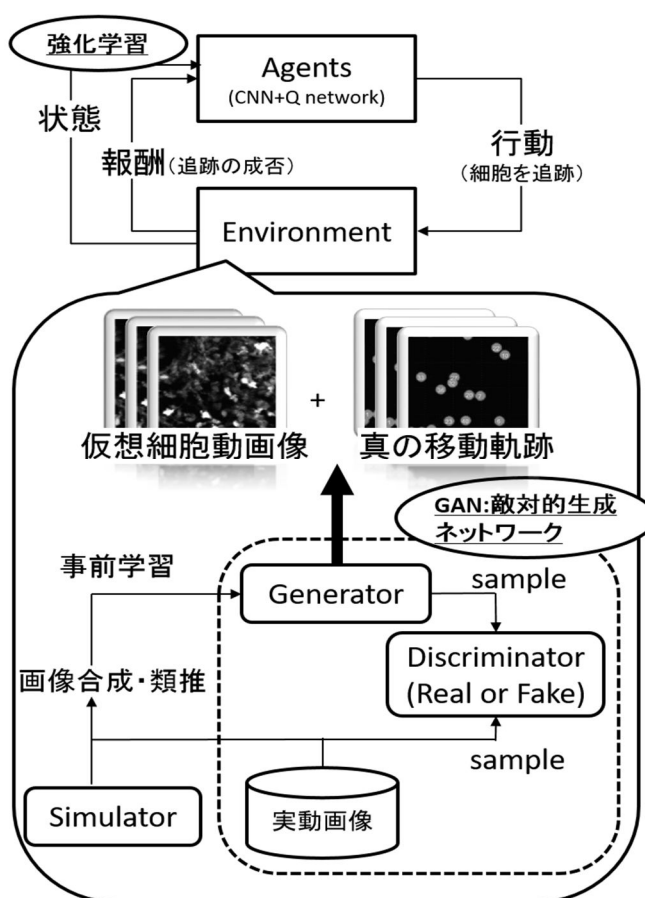 強化学習
Agents
(CNN+Q network)
状態
報酬(追跡の成否)
行動
(細胞を追跡)
Environment
+
仮想細胞動画像
真の移動軌跡
GAN:敵対的生成
ネットワーク
事前学習
Generator
sample
Discriminator
(Real or Fake)
画像合成・類推
sample
Simulator
実動画像